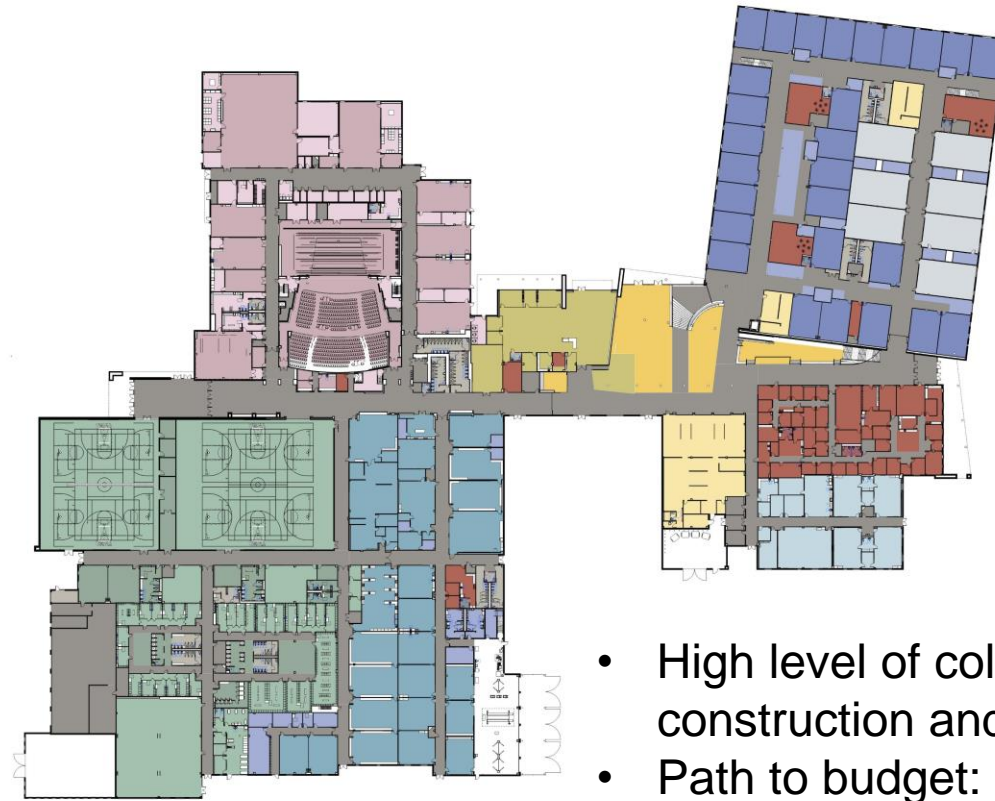 • High level of col
construction and
• Path to budget: